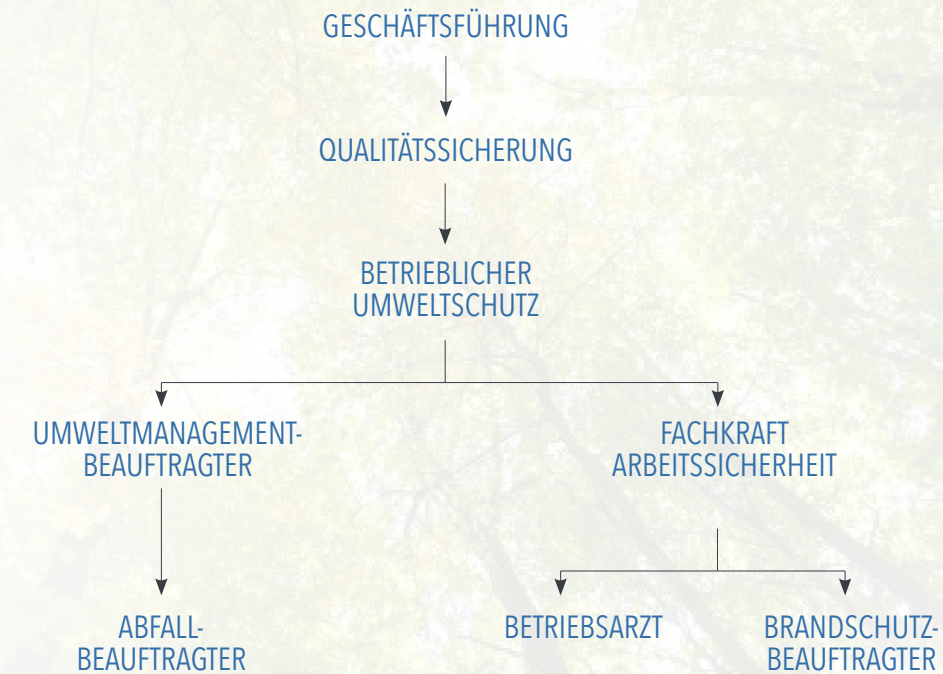 GESCHÄFTSFÜHRUNG
QUALITÄTSSICHERUNG
BETRIEBLICHER
UMWELTSCHUTZ
UMWELTMANAGEMENT-
BEAUFTRAGTER
FACHKRAFT
ARBEITSSICHERHEIT
ABFALL-
BEAUFTRAGTER
BETRIEBSARZT
BRANDSCHUTZ-
BEAUFTRAGTER